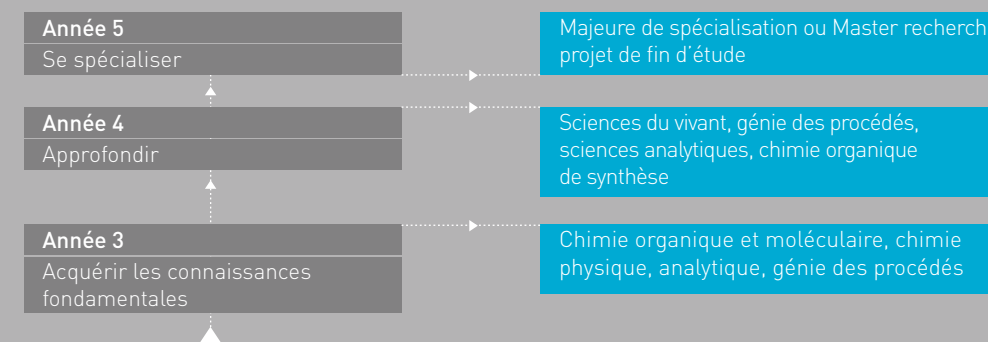 Année 5
Se spécialiser
Majeure de spécialisation ou Master recherch
projet de fin d'étude
Année 4
Approfondir
Sciences du vivant, génie des procédés,
sciences analytiques, chimie organique
de synthèse
Année 3
Acquérir les connaissances
fondamentales
Chimie organique et moléculaire, chimie
physique, analytique, génie des procédés